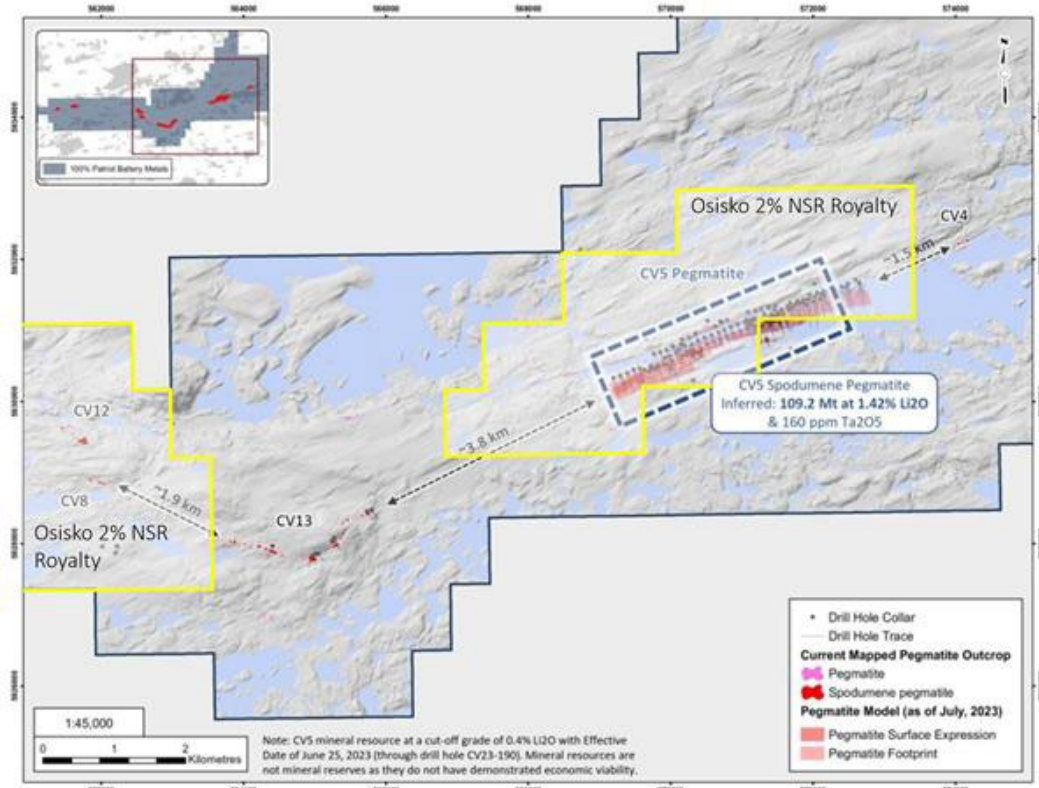 562000 564000 566000 568000 570000 572000 574000
100% Patriot Battery Metals
N
Osisko 2% NSR Royalty
CV4
~1.5 km
CV5 Pegmatite
CV5 Spodumene Pegmatite
Inferred: 109.2 Mt at 1.42% Li2O
& 160 ppm Ta2O5
~3.8 km
CV12
CV8
~1.9 km
CV13
Osisko 2% NSR
Royalty
Drill Hole Collar
Drill Hole Trace
Current Mapped Pegmatite Outcrop
Pegmatite
Spodumene pegmatite
Pegmatite Model (as of July, 2023)
Pegmatite Surface Expression
Pegmatite Footprint
1:45,000
0 1 2
Kilometres
Note: CV5 mineral resource at a cut-off grade of 0.4% Li2O with Effective
Date of June 25, 2023 (through drill hole CV23-190). Mineral resources are
not mineral reserves as they do not have demonstrated economic viability.